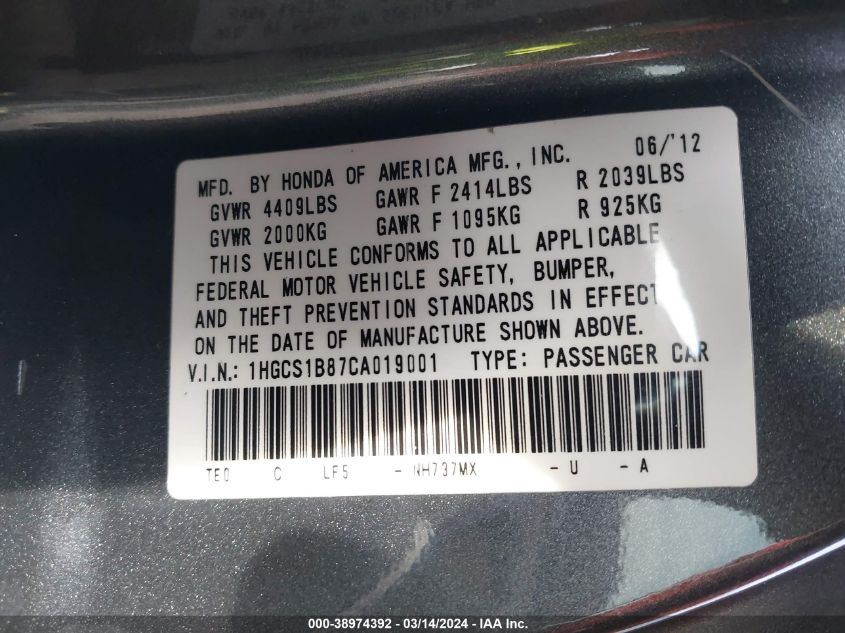 MFD. BY HONDA OF AMERICA MFG., INC. 06/'12
GVWR 4409LBS GAWR F 2414LBS R 2039LBS
GVWR 2000KG GAWR F 1095KG R 925KG
THIS VEHICLE CONFORMS TO ALL APPLICABLE
FEDERAL MOTOR VEHICLE SAFETY, BUMPER,
AND THEFT PREVENTION STANDARDS IN EFFECT
ON THE DATE OF MANUFACTURE SHOWN ABOVE.
V.I.N.: 1HGCS1B87CA019001 TYPE: PASSENGER CAR
TE0 C LF5 - NH737MX - U - A
000-38974392 - 03/14/2024 - IAA Inc.